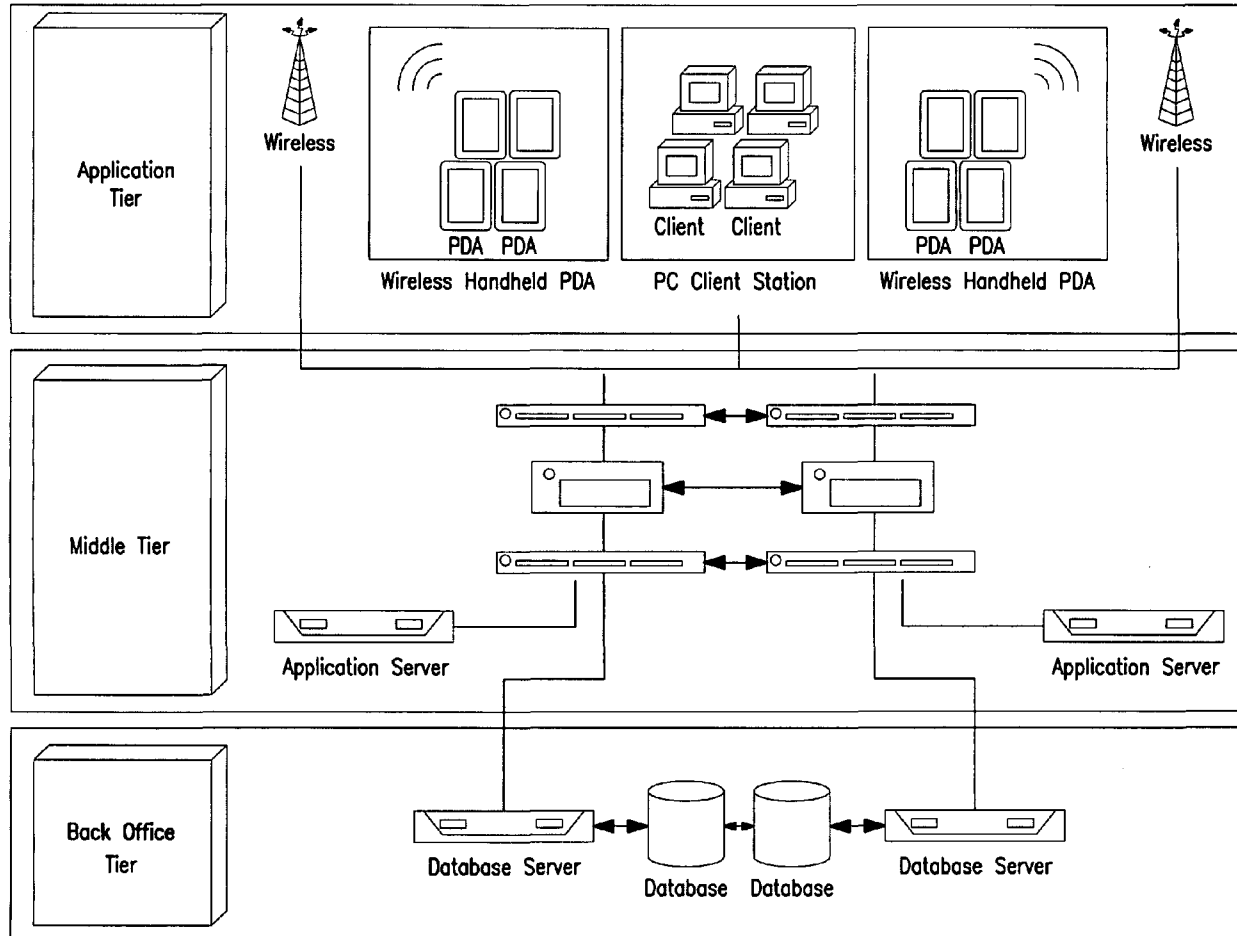 Application
Tier
Wireless
PDA PDA
Wireless Handheld PDA
Client Client
PC Client Station
PDA PDA
Wireless Handheld PDA
Wireless
Middle Tier
Application Server
Application Server
Back Office
Tier
Database Server
Database Database
Database Server